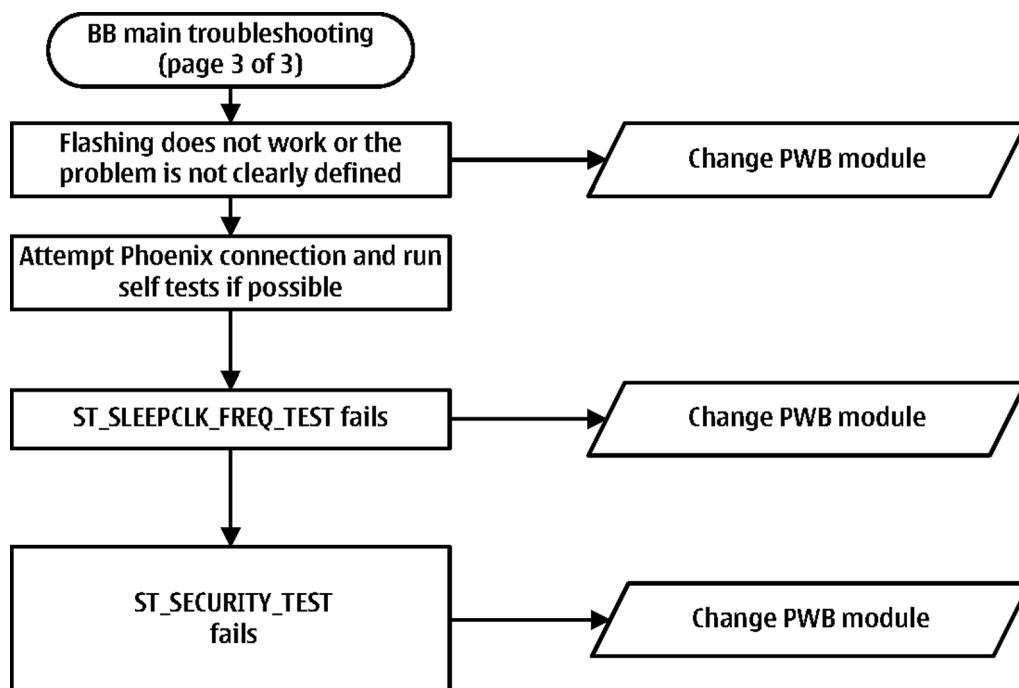 BB main troubleshooting
(page 3 of 3)
Flashing does not work or the
problem is not clearly defined
Change PWB module
Attempt Phoenix connection and run
self tests if possible
ST_SLEEPCLK_FREQ_TEST fails
Change PWB module
ST_SECURITY_TEST
fails
Change PWB module